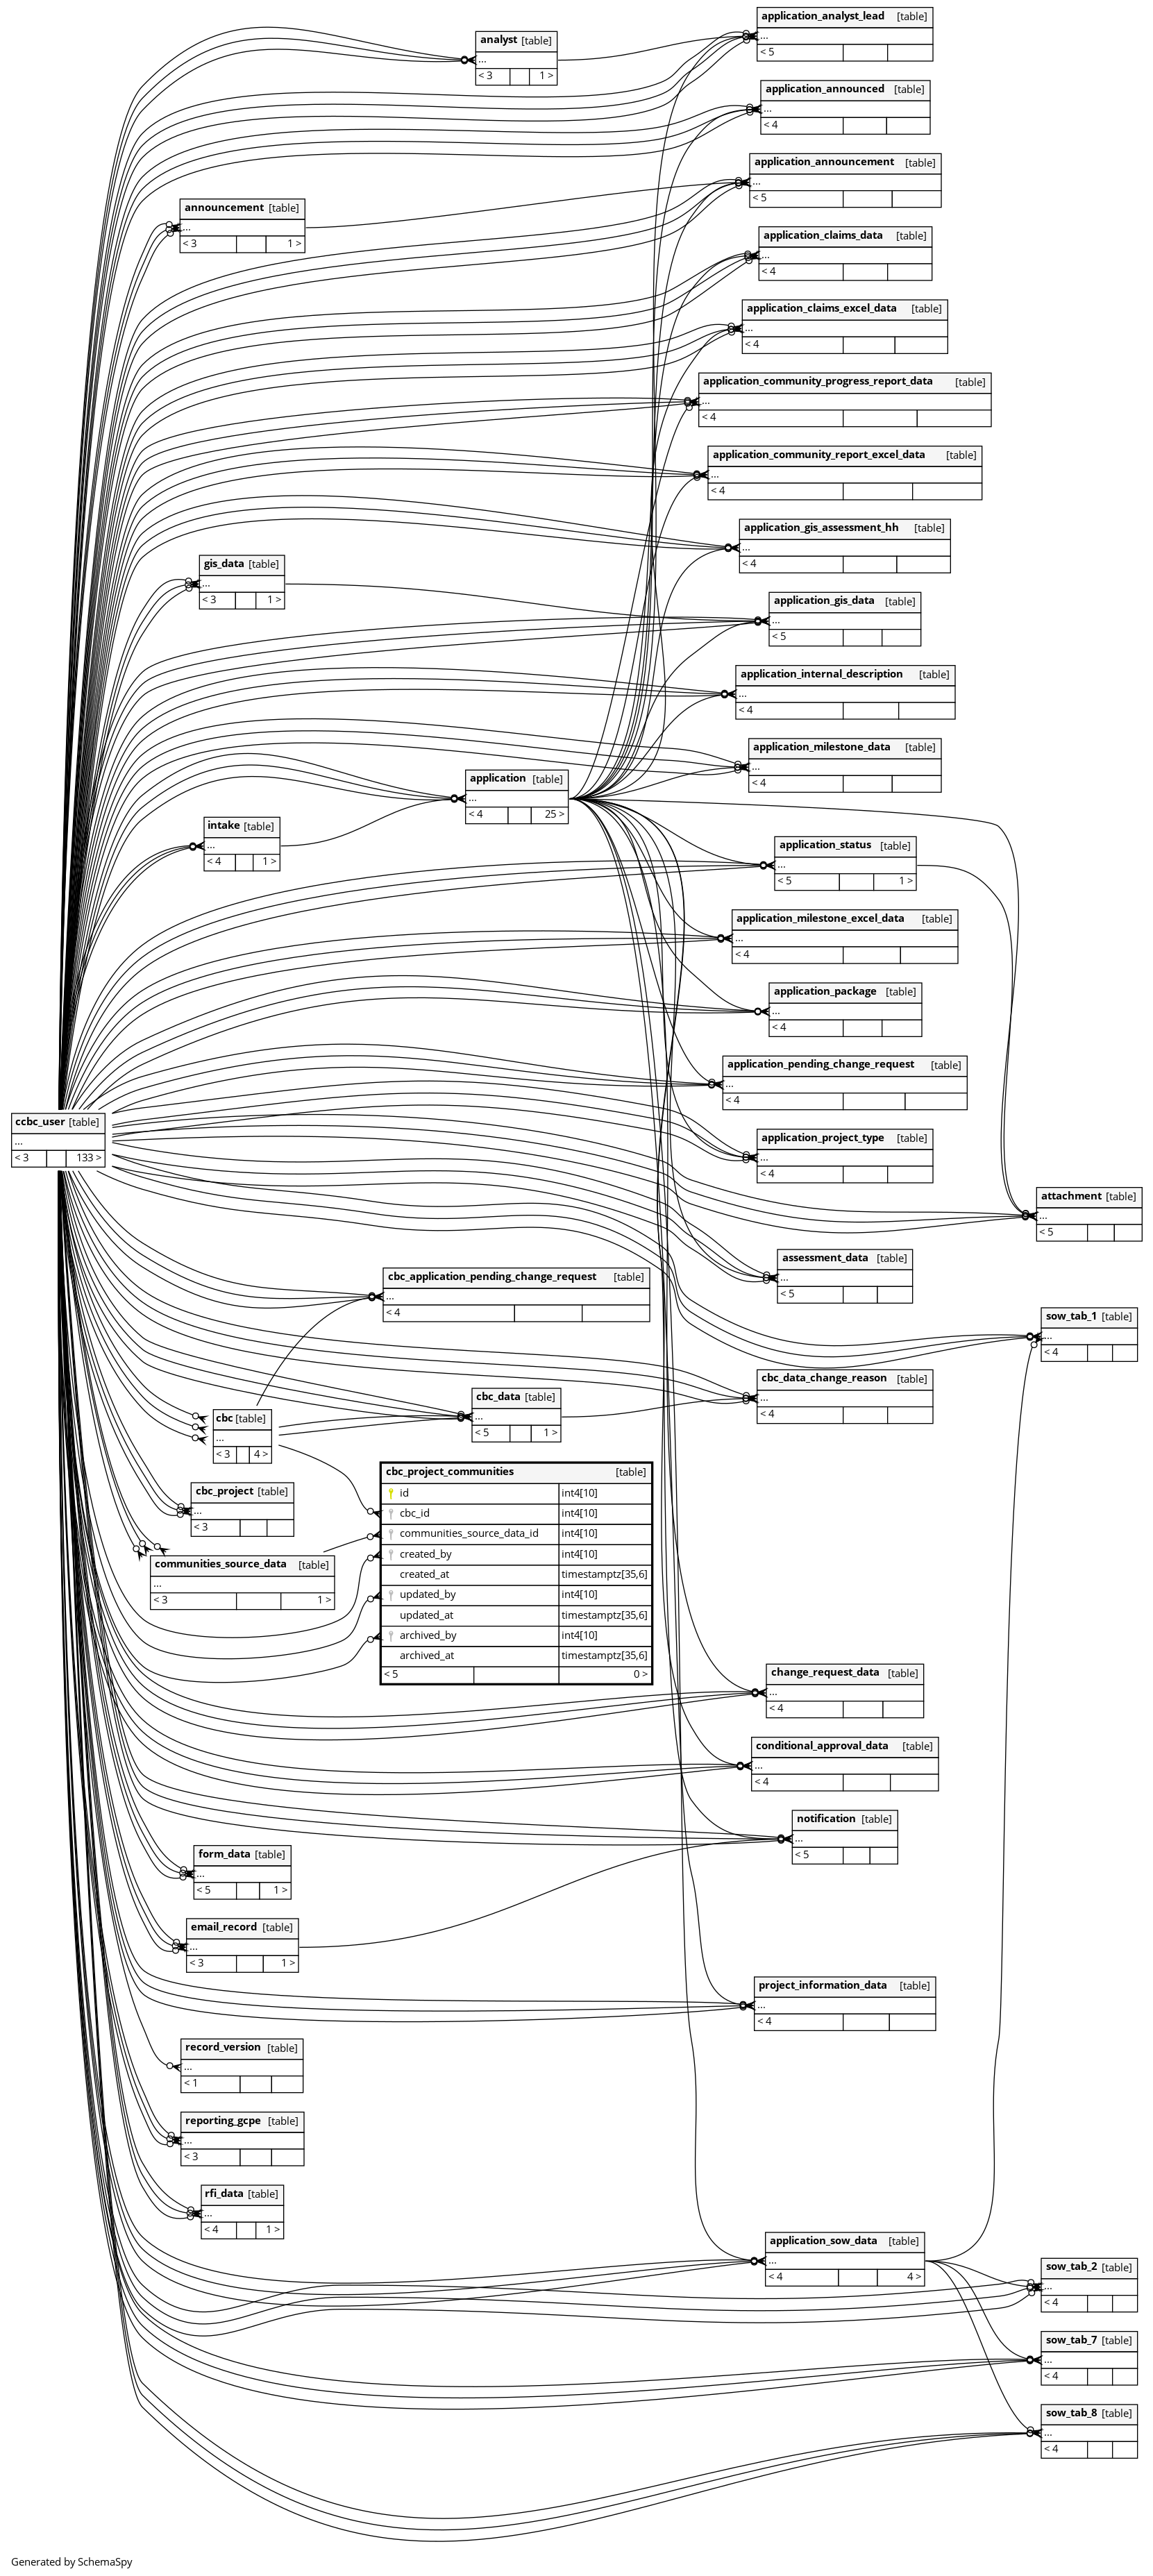 application_analyst_lead [table]
...
< 5
analyst [table]
...
< 3 1 >
application_announced [table]
...
< 4
application_announcement [table]
...
< 5
announcement [table]
...
< 3 1 >
application_claims_data [table]
...
< 4
application_claims_excel_data [table]
...
< 4
application_community_progress_report_data [table]
...
< 4
application_community_report_excel_data [table]
...
< 4
application_gis_assessment_hh [table]
...
< 4
gis_data [table]
...
< 3 1 >
application_gis_data [table]
...
< 5
application_internal_description [table]
...
< 4
application_milestone_data [table]
...
< 4
application [table]
...
< 4 25 >
intake [table]
...
< 4 1 >
application_status [table]
...
< 5 1 >
application_milestone_excel_data [table]
...
< 4
application_package [table]
...
< 4
application_pending_change_request [table]
...
< 4
ccbc_user [table]
...
< 3 133 >
application_project_type [table]
...
< 4
attachment [table]
...
< 5
assessment_data [table]
...
< 5
cbc_application_pending_change_request [table]
...
< 4
sow_tab_1 [table]
...
< 4
cbc_data_change_reason [table]
...
< 4
cbc_data [table]
...
< 5 1 >
cbc [table]
...
< 3 4 >
cbc_project_communities [table]
id int4[10]
cbc_id int4[10]
communities_source_data_id int4[10]
created_by int4[10]
created_at timestamptz[35,6]
updated_by int4[10]
updated_at timestamptz[35,6]
archived_by int4[10]
archived_at timestamptz[35,6]
< 5 0 >
cbc_project [table]
...
< 3
communities_source_data [table]
...
< 3 1 >
change_request_data [table]
...
< 4
conditional_approval_data [table]
...
< 4
notification [table]
...
< 5
form_data [table]
...
< 5 1 >
email_record [table]
...
< 3 1 >
project_information_data [table]
...
< 4
record_version [table]
...
< 1
reporting_gcpe [table]
...
< 3
rfi_data [table]
...
< 4 1 >
application_sow_data [table]
...
< 4 4 >
sow_tab_2 [table]
...
< 4
sow_tab_7 [table]
...
< 4
sow_tab_8 [table]
...
< 4
Generated by SchemaSpy